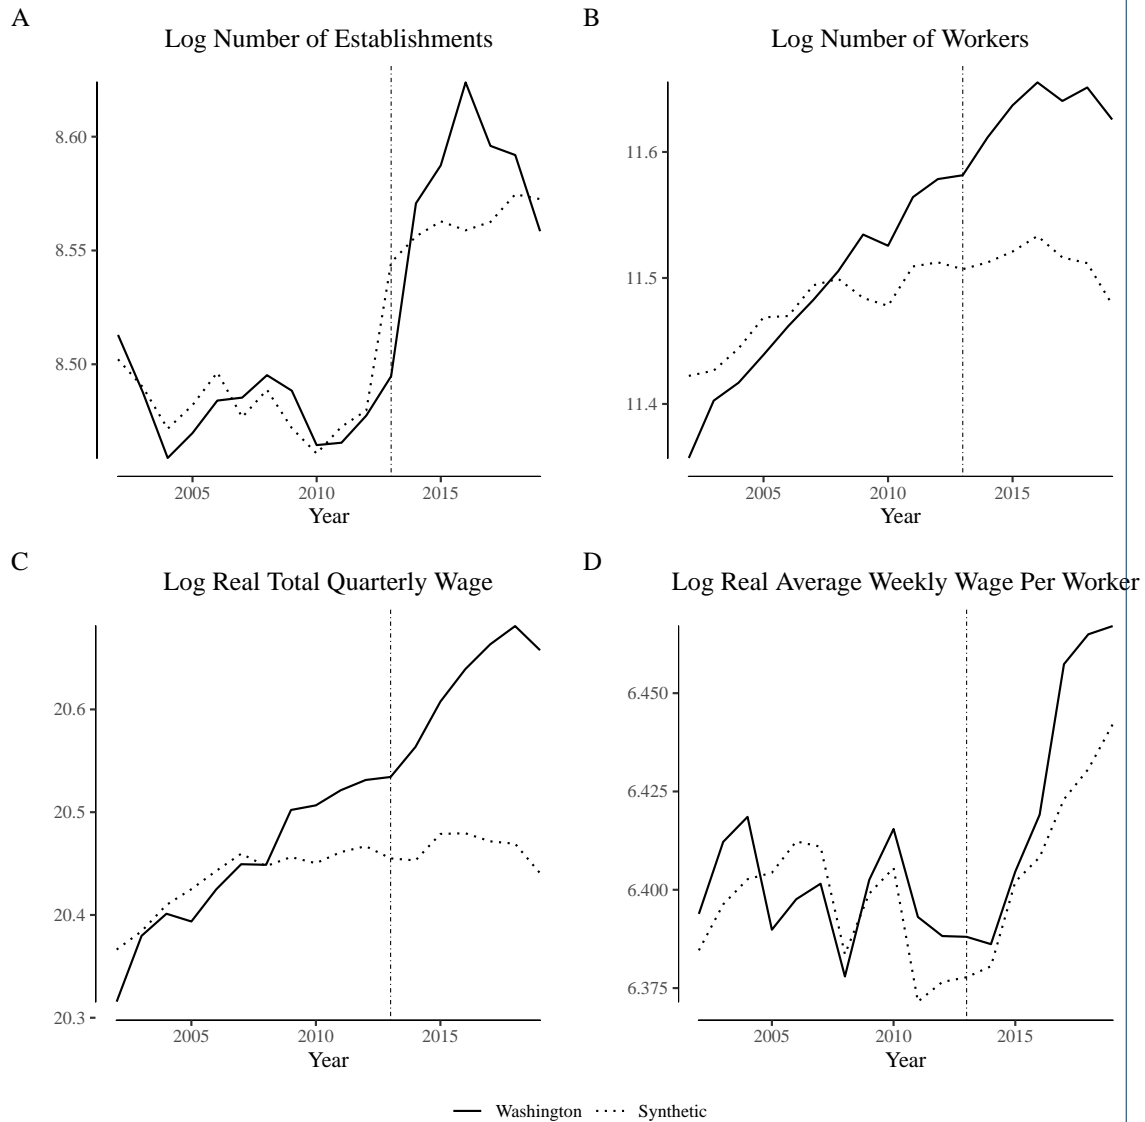 A
Log Number of Establishments
8.60
8.55
8.50
2005 2010 2015
Year
B
Log Number of Workers
11.6
11.5
11.4
2005 2010 2015
Year
C
Log Real Total Quarterly Wage
20.6
20.5
20.4
20.3
2005 2010 2015
Year
D
Log Real Average Weekly Wage Per Worker
6.450
6.425
6.400
6.375
2005 2010 2015
Year
Washington Synthetic